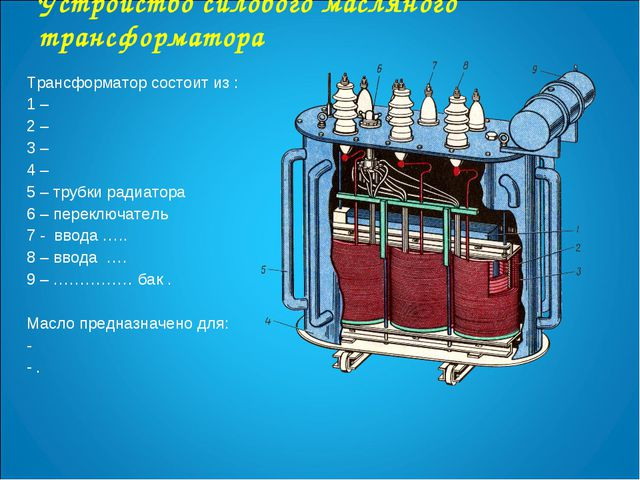 Устройство силового масляного
трансформатора
Трансформатор состоит из :
1 –
2 –
3 –
4 –
5 – трубки радиатора
6 – переключатель
7 - ввода …..
8 – ввода ….
9 – …………… бак .
Масло предназначено для:
-
- .
6
7
8
9
1
2
3
5
4